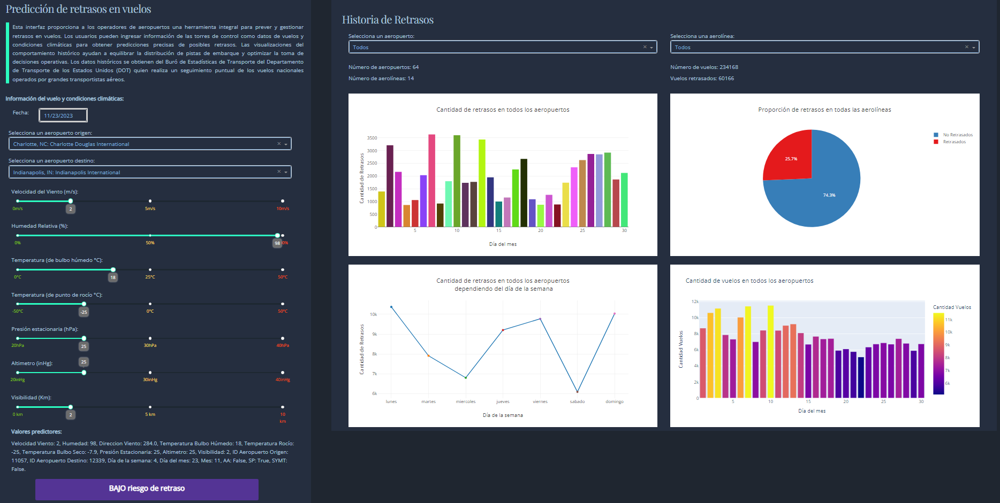 Predicción de retrasos en vuelos
Esta interfaz proporciona a los operadores de aeropuertos una herramienta integral para prever y gestionar
retrasos en vuelos. Los usuarios pueden ingresar información de las torres de control como datos de vuelos y
condiciones climáticas para obtener predicciones precisas de posibles retrasos. Las visualizaciones del
comportamiento histórico ayudan a equilibrar la distribución de pistas de embarque y optimizar la toma de
decisiones operativas. Los datos históricos se obtienen del Buró de Estadísticas de Transporte del Departamento
de Transporte de los Estados Unidos (DOT) quien realiza un seguimiento puntual de los vuelos nacionales
operados por grandes transportistas aéreos.
Información del vuelo y condiciones climáticas:
Fecha: 11/23/2023
Selecciona un aeropuerto origen:
Charlotte, NC: Charlotte Douglas International ×
Selecciona un aeropuerto destino:
Indianapolis, IN: Indianapolis International ×
Velocidad del Viento (m/s):
0m/s 2 5m/s 10m/s
Humedad Relativa (%):
0% 50% 98 0%
Temperatura (de bulbo húmedo °C):
0°C 18 25°C 50°C
Temperatura (de punto de rocío °C):
-50°C -25 0°C 50°C
Presión estacionaria (hPa):
20hPa 25 30hPa 40hPa
Altimetro (inHg): 25
20inHg 30inHg 40inHg
Visibilidad (Km):
0 km 2 5 km 10
km
Valores predictores:
Velocidad Viento: 2, Humedad: 98, Direccion Viento: 284.0, Temperatura Bulbo Húmedo: 18, Temperatura Rocío:
-25, Temperatura Bulbo Seco: -7.9, Presión Estacionaria: 25, Altimetro: 25, Visibilidad: 2, ID Aeropuerto Origen:
11057, ID Aeropuerto Destino: 12339, Día de la semana: 4, Día del mes: 23, Mes: 11, AA: False, SP: True, SYMT:
False.
BAJO riesgo de retraso
Historia de Retrasos
Selecciona un aeropuerto:
Todos ×
Número de aeropuertos: 64
Número de aerolíneas: 14
Selecciona una aerolínea:
Todos ×
Número de vuelos: 234168
Vuelos retrasados: 60166
Cantidad de retrasos en todos los aeropuertos
Cantidad de Retrasos
3500
3000
2500
2000
1500
1000
500
0
5 10 15 20 25 30
Día del mes
Proporción de retrasos en todas las aerolíneas
No Retrasados
Retrasados
25.7%
74.3%
Cantidad de retrasos en todos los aeropuertos
dependiendo del día de la semana
Cantidad de Retrasos
10k
9k
8k
7k
6k
lunes martes miercoles jueves viernes sabado domingo
Día de la semana
Cantidad de vuelos en todos los aeropuertos
Cantidad Vuelos
12k
10k
8k
6k
4k
2k
0
5 10 15 20 25 30
Día del mes
Cantidad Vuelos
11k
10k
9k
8k
7k
6k